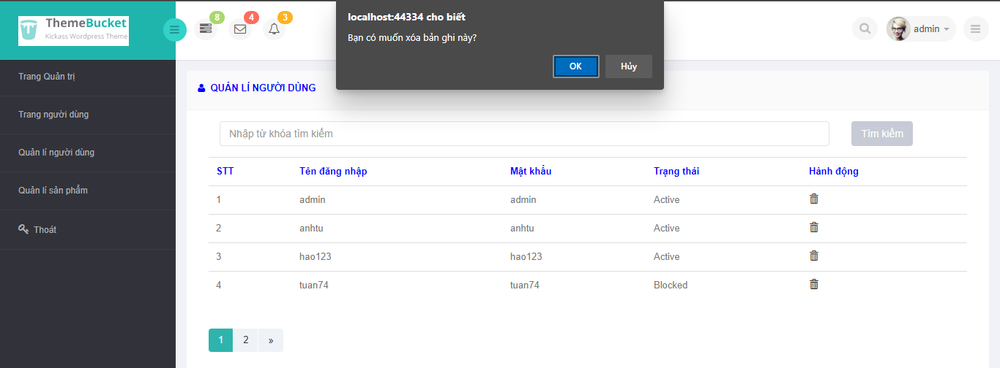 ThemeBucket
Kickass Wordpress Theme
8
4
3
localhost:44334 cho biết
Bạn có muốn xóa bản ghi này?
OK
Hủy
admin
Trang Quản trị
Trang người dùng
Quản lí người dùng
Quản lí sản phẩm
Thoát
QUẢN LÍ NGƯỜI DÙNG
Nhập từ khóa tìm kiếm
Tìm kiếm
STT Tên đăng nhập Mật khẩu Trạng thái Hành động
1 admin admin Active
2 anhtu anhtu Active
3 hao123 hao123 Active
4 tuan74 tuan74 Blocked
1 2 »